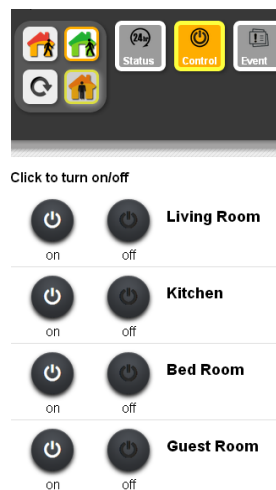 24hr
Status
Control
Event
Click to turn on/off
Living Room
on
off
Kitchen
on
off
Bed Room
on
off
Guest Room
on
off